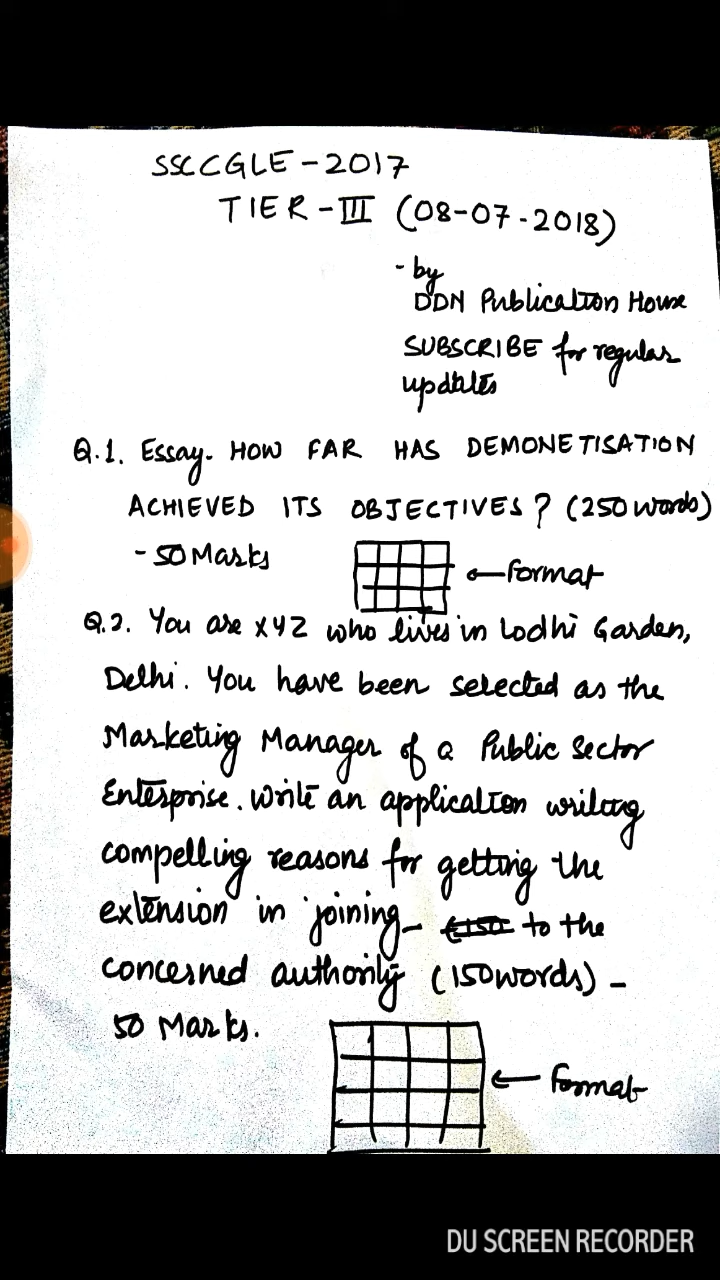 SSCCGLE-2017
TIER-III (08-07-2018)
- by
DDN Publication House
SUBSCRIBE for regular
updates
Q.1. Essay. HOW FAR HAS DEMONETISATION
ACHIEVED ITS OBJECTIVES? (250 words)
- 50 Marks
← Format
Q.2. You are XYZ who lives in Lodhi Garden,
Delhi. You have been selected as the
Marketing Manager of a Public Sector
Enterprise. Write an application writing
compelling reasons for getting the
extension in joining- to the
concerned authority (150 words) -
50 Marks.
← Format
DU SCREEN RECORDER